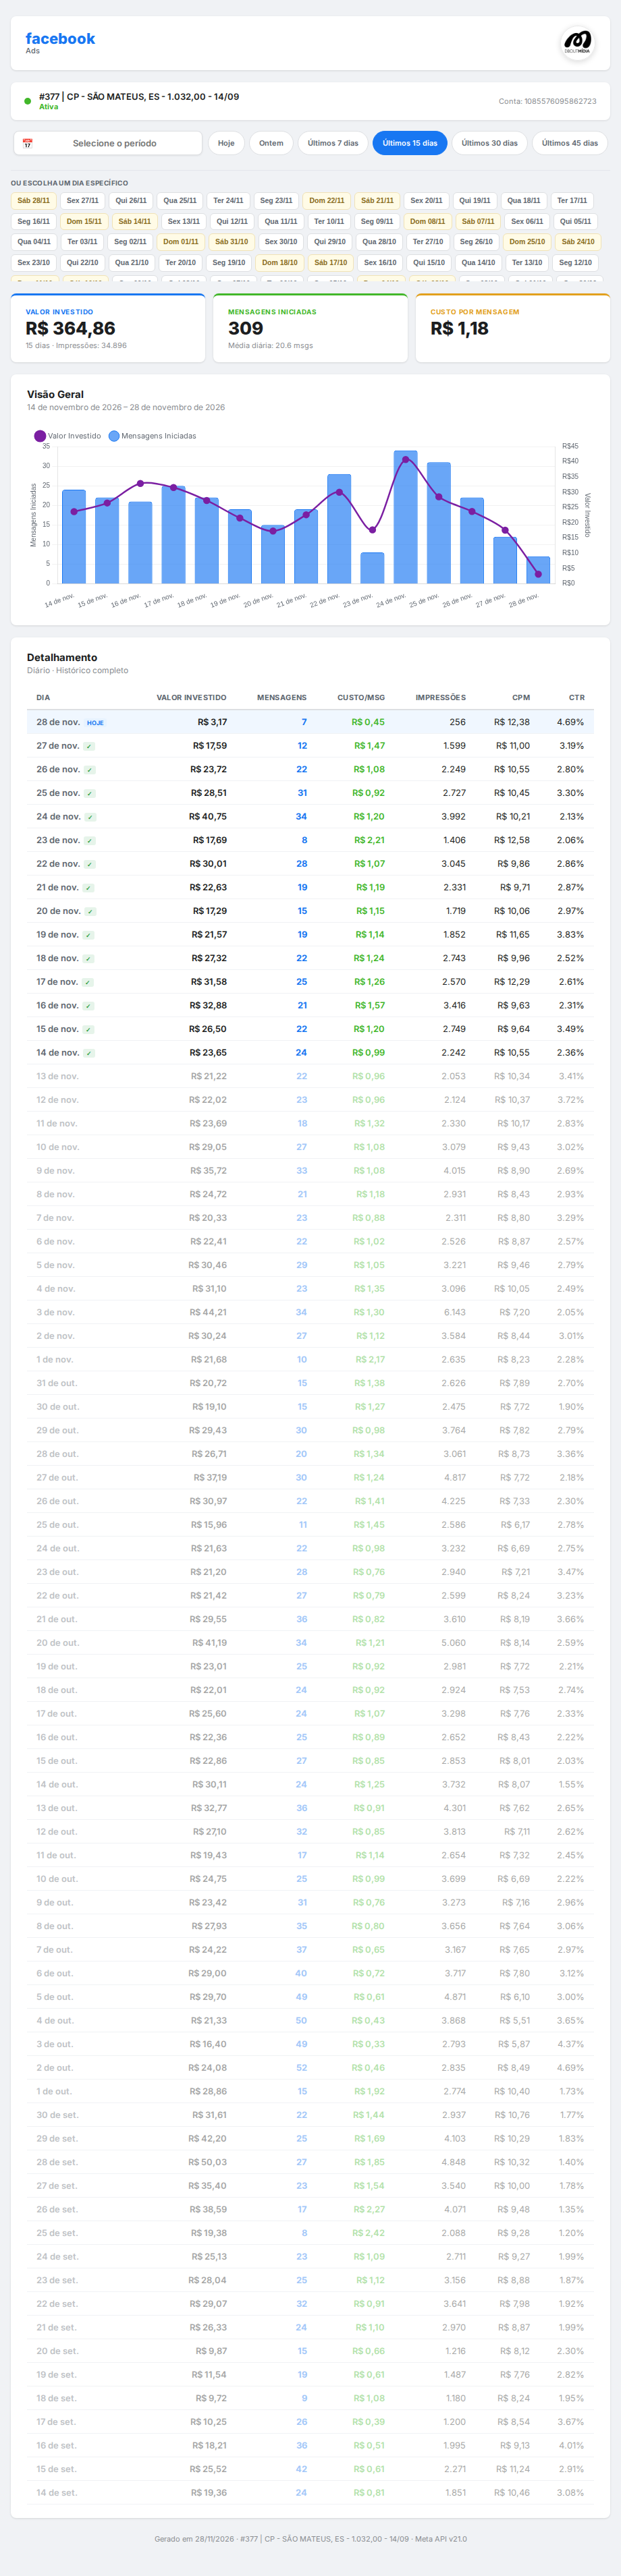 facebook
Ads
2BOUTMÍDIA
#377 | CP - SÃO MATEUS, ES - 1.032,00 - 14/09
Ativa
Conta: 1085576095862723
Selecione o período
Hoje
Ontem
Últimos 7 dias
Últimos 15 dias
Últimos 30 dias
Últimos 45 dias
OU ESCOLHA UM DIA ESPECÍFICO
Sáb 28/11 Sex 27/11 Qui 26/11 Qua 25/11 Ter 24/11 Seg 23/11 Dom 22/11 Sáb 21/11 Sex 20/11 Qui 19/11 Qua 18/11 Ter 17/11
Seg 16/11 Dom 15/11 Sáb 14/11 Sex 13/11 Qui 12/11 Qua 11/11 Ter 10/11 Seg 09/11 Dom 08/11 Sáb 07/11 Sex 06/11 Qui 05/11
Qua 04/11 Ter 03/11 Seg 02/11 Dom 01/11 Sáb 31/10 Sex 30/10 Qui 29/10 Qua 28/10 Ter 27/10 Seg 26/10 Dom 25/10 Sáb 24/10
Sex 23/10 Qui 22/10 Qua 21/10 Ter 20/10 Seg 19/10 Dom 18/10 Sáb 17/10 Sex 16/10 Qui 15/10 Qua 14/10 Ter 13/10 Seg 12/10
VALOR INVESTIDO
R$ 364,86
15 dias · Impressões: 34.896
MENSAGENS INICIADAS
309
Média diária: 20.6 msgs
CUSTO POR MENSAGEM
R$ 1,18
Visão Geral
14 de novembro de 2026 – 28 de novembro de 2026
Valor Investido Mensagens Iniciadas
Mensagens Iniciadas
35
30
25
20
15
10
5
0
Valor Investido
R$45
R$40
R$35
R$30
R$25
R$20
R$15
R$10
R$5
R$0
14 de nov. 15 de nov. 16 de nov. 17 de nov. 18 de nov. 19 de nov. 20 de nov. 21 de nov. 22 de nov. 23 de nov. 24 de nov. 25 de nov. 26 de nov. 27 de nov. 28 de nov.
Detalhamento
Diário · Histórico completo
DIA VALOR INVESTIDO MENSAGENS CUSTO/MSG IMPRESSÕES CPM CTR
28 de nov. HOJE R$ 3,17 7 R$ 0,45 256 R$ 12,38 4.69%
27 de nov. ✓ R$ 17,59 12 R$ 1,47 1.599 R$ 11,00 3.19%
26 de nov. ✓ R$ 23,72 22 R$ 1,08 2.249 R$ 10,55 2.80%
25 de nov. ✓ R$ 28,51 31 R$ 0,92 2.727 R$ 10,45 3.30%
24 de nov. ✓ R$ 40,75 34 R$ 1,20 3.992 R$ 10,21 2.13%
23 de nov. ✓ R$ 17,69 8 R$ 2,21 1.406 R$ 12,58 2.06%
22 de nov. ✓ R$ 30,01 28 R$ 1,07 3.045 R$ 9,86 2.86%
21 de nov. ✓ R$ 22,63 19 R$ 1,19 2.331 R$ 9,71 2.87%
20 de nov. ✓ R$ 17,29 15 R$ 1,15 1.719 R$ 10,06 2.97%
19 de nov. ✓ R$ 21,57 19 R$ 1,14 1.852 R$ 11,65 3.83%
18 de nov. ✓ R$ 27,32 22 R$ 1,24 2.743 R$ 9,96 2.52%
17 de nov. ✓ R$ 31,58 25 R$ 1,26 2.570 R$ 12,29 2.61%
16 de nov. ✓ R$ 32,88 21 R$ 1,57 3.416 R$ 9,63 2.31%
15 de nov. ✓ R$ 26,50 22 R$ 1,20 2.749 R$ 9,64 3.49%
14 de nov. ✓ R$ 23,65 24 R$ 0,99 2.242 R$ 10,55 2.36%
13 de nov. R$ 21,22 22 R$ 0,96 2.053 R$ 10,34 3.41%
12 de nov. R$ 22,02 23 R$ 0,96 2.124 R$ 10,37 3.72%
11 de nov. R$ 23,69 18 R$ 1,32 2.330 R$ 10,17 2.83%
10 de nov. R$ 29,05 27 R$ 1,08 3.079 R$ 9,43 3.02%
9 de nov. R$ 35,72 33 R$ 1,08 4.015 R$ 8,90 2.69%
8 de nov. R$ 24,72 21 R$ 1,18 2.931 R$ 8,43 2.93%
7 de nov. R$ 20,33 23 R$ 0,88 2.311 R$ 8,80 3.29%
6 de nov. R$ 22,41 22 R$ 1,02 2.526 R$ 8,87 2.57%
5 de nov. R$ 30,46 29 R$ 1,05 3.221 R$ 9,46 2.79%
4 de nov. R$ 31,10 23 R$ 1,35 3.096 R$ 10,05 2.49%
3 de nov. R$ 44,21 34 R$ 1,30 6.143 R$ 7,20 2.05%
2 de nov. R$ 30,24 27 R$ 1,12 3.584 R$ 8,44 3.01%
1 de nov. R$ 21,68 10 R$ 2,17 2.635 R$ 8,23 2.28%
31 de out. R$ 20,72 15 R$ 1,38 2.626 R$ 7,89 2.70%
30 de out. R$ 19,10 15 R$ 1,27 2.475 R$ 7,72 1.90%
29 de out. R$ 29,43 30 R$ 0,98 3.764 R$ 7,82 2.79%
28 de out. R$ 26,71 20 R$ 1,34 3.061 R$ 8,73 3.36%
27 de out. R$ 37,19 30 R$ 1,24 4.817 R$ 7,72 2.18%
26 de out. R$ 30,97 22 R$ 1,41 4.225 R$ 7,33 2.30%
25 de out. R$ 15,96 11 R$ 1,45 2.586 R$ 6,17 2.78%
24 de out. R$ 21,63 22 R$ 0,98 3.232 R$ 6,69 2.75%
23 de out. R$ 21,20 28 R$ 0,76 2.940 R$ 7,21 3.47%
22 de out. R$ 21,42 27 R$ 0,79 2.599 R$ 8,24 3.23%
21 de out. R$ 29,55 36 R$ 0,82 3.610 R$ 8,19 3.66%
20 de out. R$ 41,19 34 R$ 1,21 5.060 R$ 8,14 2.59%
19 de out. R$ 23,01 25 R$ 0,92 2.981 R$ 7,72 2.21%
18 de out. R$ 22,01 24 R$ 0,92 2.924 R$ 7,53 2.74%
17 de out. R$ 25,60 24 R$ 1,07 3.298 R$ 7,76 2.33%
16 de out. R$ 22,36 25 R$ 0,89 2.652 R$ 8,43 2.22%
15 de out. R$ 22,86 27 R$ 0,85 2.853 R$ 8,01 2.03%
14 de out. R$ 30,11 24 R$ 1,25 3.732 R$ 8,07 1.55%
13 de out. R$ 32,77 36 R$ 0,91 4.301 R$ 7,62 2.65%
12 de out. R$ 27,10 32 R$ 0,85 3.813 R$ 7,11 2.62%
11 de out. R$ 19,43 17 R$ 1,14 2.654 R$ 7,32 2.45%
10 de out. R$ 24,75 25 R$ 0,99 3.699 R$ 6,69 2.22%
9 de out. R$ 23,42 31 R$ 0,76 3.273 R$ 7,16 2.96%
8 de out. R$ 27,93 35 R$ 0,80 3.656 R$ 7,64 3.06%
7 de out. R$ 24,22 37 R$ 0,65 3.167 R$ 7,65 2.97%
6 de out. R$ 29,00 40 R$ 0,72 3.717 R$ 7,80 3.12%
5 de out. R$ 29,70 49 R$ 0,61 4.871 R$ 6,10 3.00%
4 de out. R$ 21,33 50 R$ 0,43 3.868 R$ 5,51 3.65%
3 de out. R$ 16,40 49 R$ 0,33 2.793 R$ 5,87 4.37%
2 de out. R$ 24,08 52 R$ 0,46 2.835 R$ 8,49 4.69%
1 de out. R$ 28,86 15 R$ 1,92 2.774 R$ 10,40 1.73%
30 de set. R$ 31,61 22 R$ 1,44 2.937 R$ 10,76 1.77%
29 de set. R$ 42,20 25 R$ 1,69 4.103 R$ 10,29 1.83%
28 de set. R$ 50,03 27 R$ 1,85 4.848 R$ 10,32 1.40%
27 de set. R$ 35,40 23 R$ 1,54 3.540 R$ 10,00 1.78%
26 de set. R$ 38,59 17 R$ 2,27 4.071 R$ 9,48 1.35%
25 de set. R$ 19,38 8 R$ 2,42 2.088 R$ 9,28 1.20%
24 de set. R$ 25,13 23 R$ 1,09 2.711 R$ 9,27 1.99%
23 de set. R$ 28,04 25 R$ 1,12 3.156 R$ 8,88 1.87%
22 de set. R$ 29,07 32 R$ 0,91 3.641 R$ 7,98 1.92%
21 de set. R$ 26,33 24 R$ 1,10 2.970 R$ 8,87 1.99%
20 de set. R$ 9,87 15 R$ 0,66 1.216 R$ 8,12 2.30%
19 de set. R$ 11,54 19 R$ 0,61 1.487 R$ 7,76 2.82%
18 de set. R$ 9,72 9 R$ 1,08 1.180 R$ 8,24 1.95%
17 de set. R$ 10,25 26 R$ 0,39 1.200 R$ 8,54 3.67%
16 de set. R$ 18,21 36 R$ 0,51 1.995 R$ 9,13 4.01%
15 de set. R$ 25,52 42 R$ 0,61 2.271 R$ 11,24 2.91%
14 de set. R$ 19,36 24 R$ 0,81 1.851 R$ 10,46 3.08%
Gerado em 28/11/2026 · #377 | CP - SÃO MATEUS, ES - 1.032,00 - 14/09 · Meta API v21.0